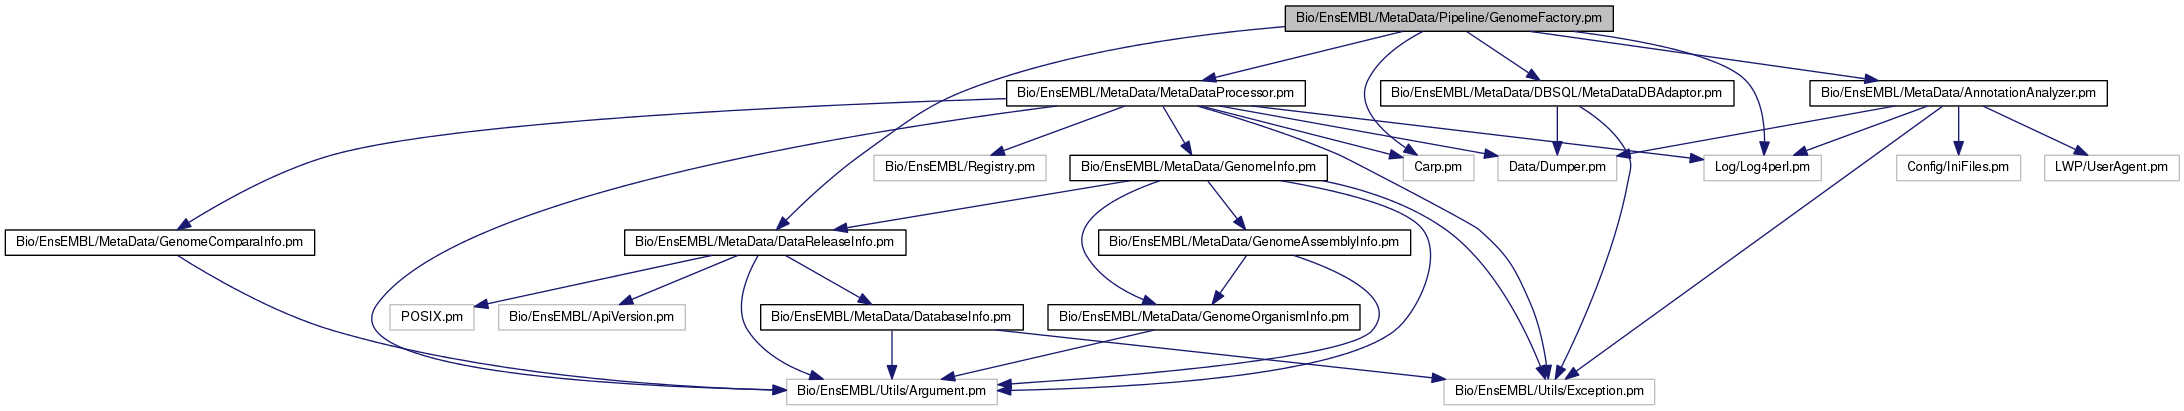 Bio/EnsEMBL/MetaData/Pipeline/GenomeFactory.pm
Bio/EnsEMBL/MetaData/MetaDataProcessor.pm
Bio/EnsEMBL/MetaData/DBSQL/MetaDataDBAdaptor.pm
Bio/EnsEMBL/MetaData/AnnotationAnalyzer.pm
Bio/EnsEMBL/Registry.pm
Bio/EnsEMBL/MetaData/GenomeInfo.pm
Carp.pm
Data/Dumper.pm
Log/Log4perl.pm
Config/IniFiles.pm
LWP/UserAgent.pm
Bio/EnsEMBL/MetaData/GenomeComparaInfo.pm
Bio/EnsEMBL/MetaData/DataReleaseInfo.pm
Bio/EnsEMBL/MetaData/GenomeAssemblyInfo.pm
POSIX.pm
Bio/EnsEMBL/ApiVersion.pm
Bio/EnsEMBL/MetaData/DatabaseInfo.pm
Bio/EnsEMBL/MetaData/GenomeOrganismInfo.pm
Bio/EnsEMBL/Utils/Argument.pm
Bio/EnsEMBL/Utils/Exception.pm